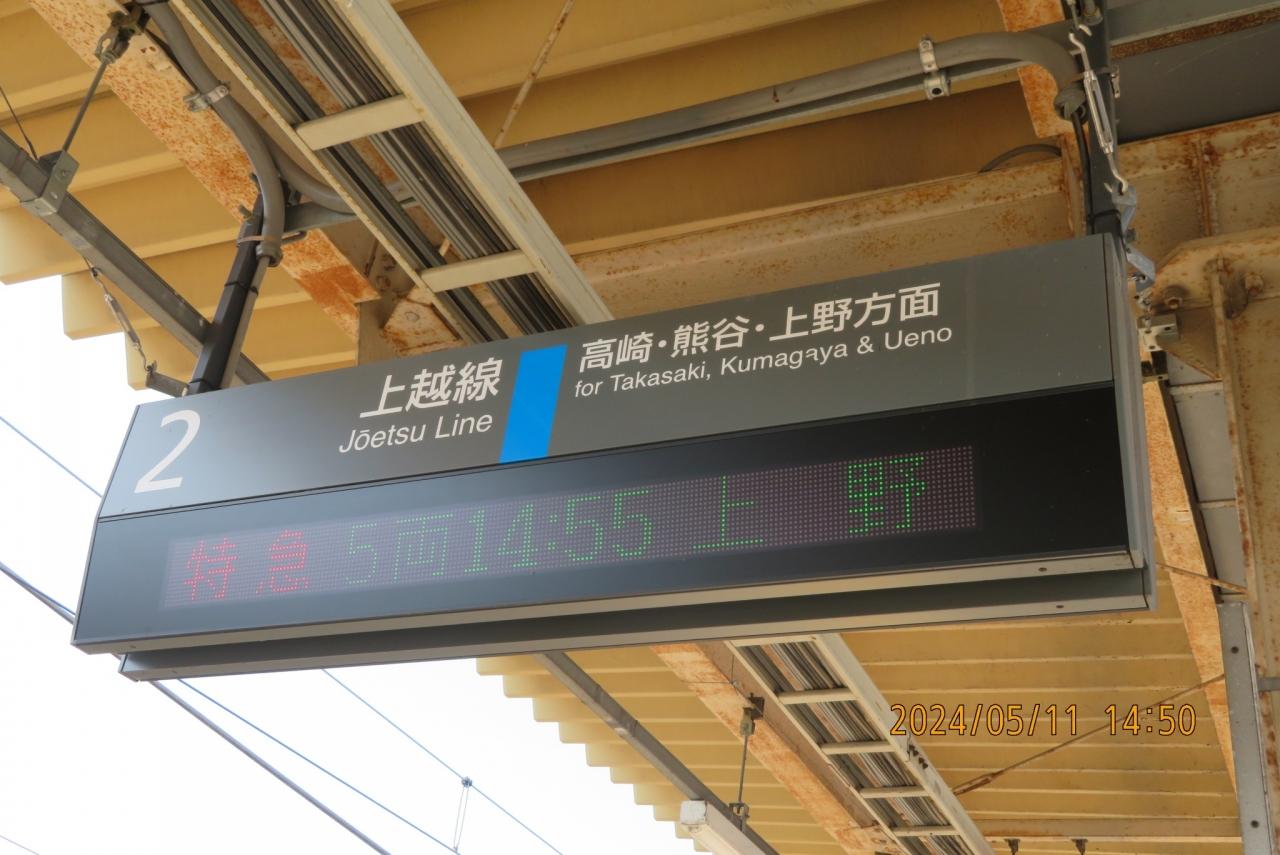 2
上越線
Jōetsu Line
高崎・熊谷・上野方面
for Takasaki, Kumagaya & Ueno
特急 5両 14:55 上 野
2024/05/11 14:50